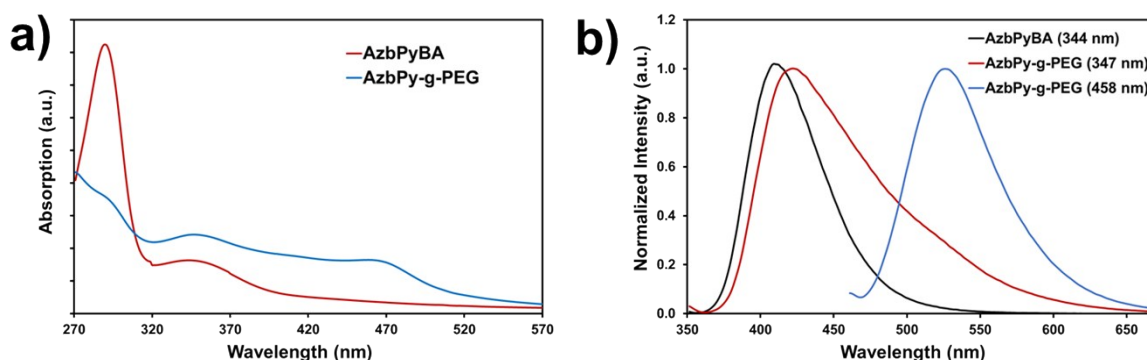 a)
AzbPyBA
AzbPy-g-PEG
Absorption (a.u.)
270 320 370 420 470 520 570
Wavelength (nm)
b)
AzbPyBA (344 nm)
AzbPy-g-PEG (347 nm)
AzbPy-g-PEG (458 nm)
Normalized Intensity (a.u.)
1.2
1.0
0.8
0.6
0.4
0.2
0.0
350 400 450 500 550 600 650
Wavelength (nm)